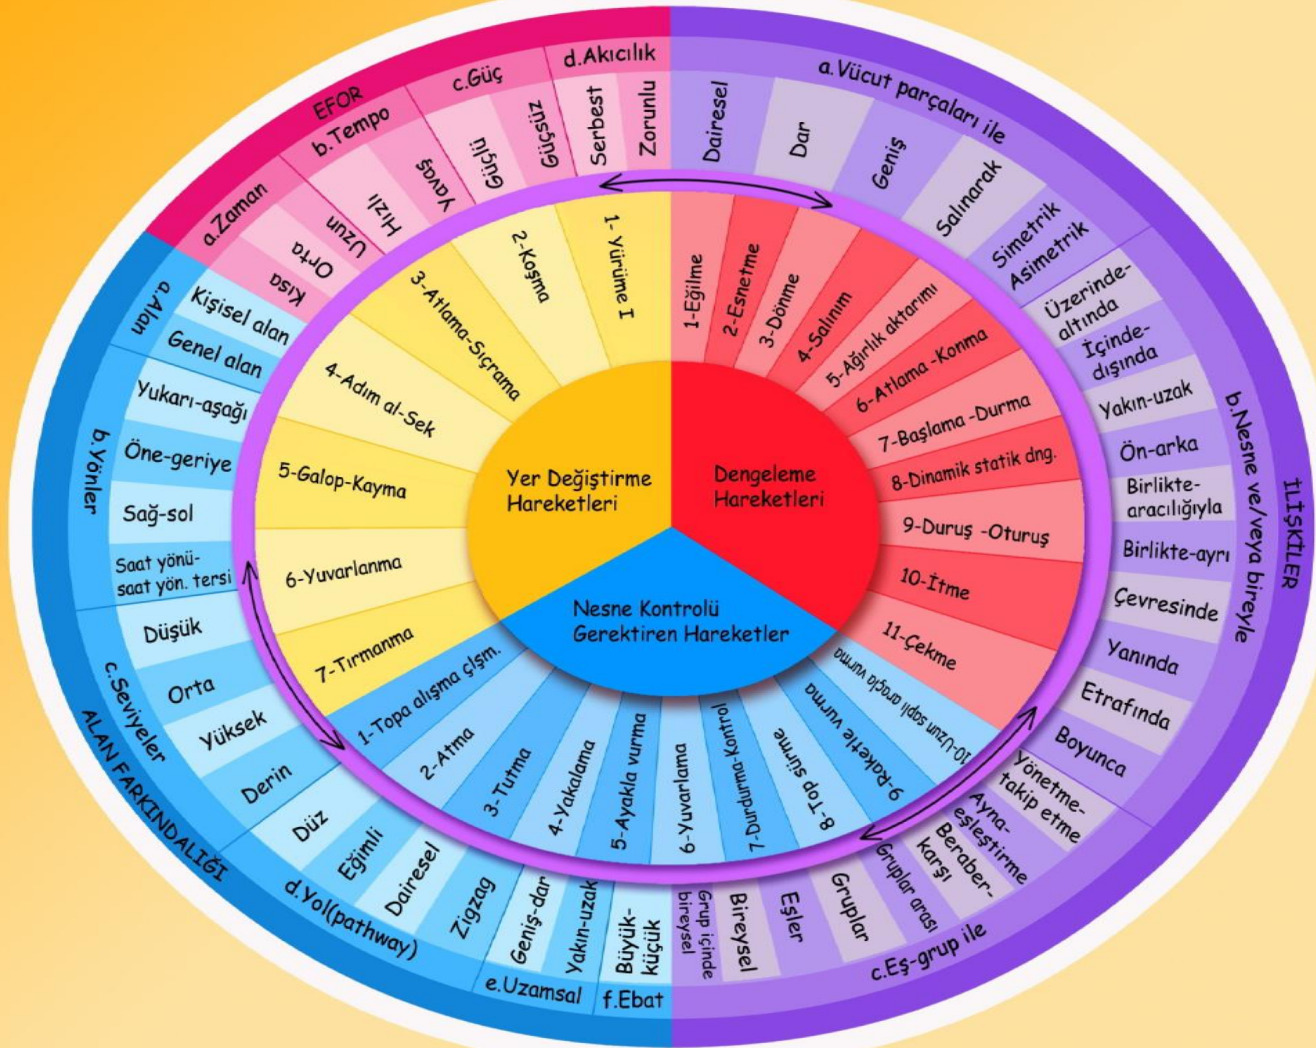 EFOR
a.Zaman
Kısa
Orta
Uzun
b.Tempo
Hızlı
Yavaş
c.Güç
Güçlü
Güçsüz
d.Akıcılık
Serbest
Zorunlu
İLİŞKİLER
a.Vücut parçaları ile
Dairesel
Dar
Geniş
Salınarak
Simetrik
Asimetrik
b.Nesne ve/veya bireyle
Üzerinde-
altında
İçinde-
dışında
Yakın-uzak
Ön-arka
Birlikte-
aracılığıyla
Birlikte-ayrı
Çevresinde
Yanında
Etrafında
Boyunca
c.Eş-grup ile
Yönetme-
takip etme
Ayna-
eşleştirme
Beraber-
karşı
Gruplar arası
Gruplar
Eşler
Bireysel
Grup içinde
bireysel
ALAN FARKINDALIĞI
a.Alan
Kişisel alan
Genel alan
b.Yönler
Yukarı-aşağı
Öne-geriye
Sağ-sol
Saat yönü-
saat yön. tersi
c.Seviyeler
Düşük
Orta
Yüksek
Derin
d.Yol(pathway)
Düz
Eğimli
Dairesel
Zigzag
e.Uzamsal
Geniş-dar
Yakın-uzak
f.Ebat
Büyük-
küçük
Yer Değiştirme
Hareketleri
1- Yürüme I
2-Koşma
3-Atlama-Sıçrama
4-Adım al-Sek
5-Galop-Kayma
6-Yuvarlanma
7-Tırmanma
Dengeleme
Hareketleri
1-Eğilme
2-Esnetme
3-Dönme
4-Salınım
5-Ağırlık aktarımı
6-Atlama -Konma
7-Başlama -Durma
8-Dinamik statik dng.
9-Duruş -Oturuş
10-İtme
11-Çekme
Nesne Kontrolü
Gerektiren Hareketler
1-Topa alışma çlşm.
2-Atma
3-Tutma
4-Yakalama
5-Ayakla vurma
6-Yuvarlama
7-Durdurma-Kontrol
8-Top sürme
9-Raketle vurma
10-Uzun saplı araçla vurma